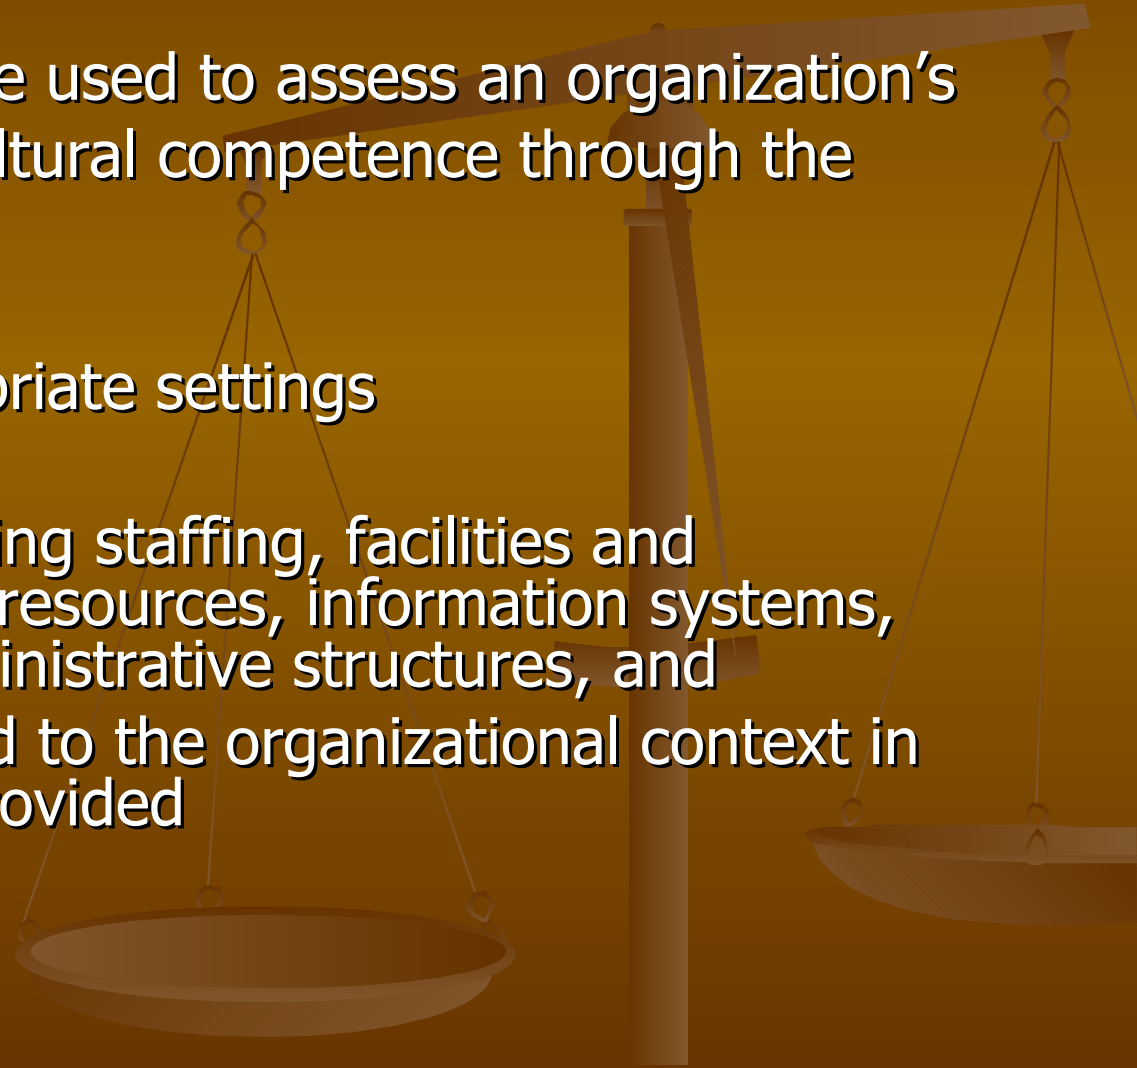 e used to assess an organization’s
ltural competence through the
oriate settings
ing staffing, facilities and
resources, information systems,
inistrative structures, and
d to the organizational context in
ovided